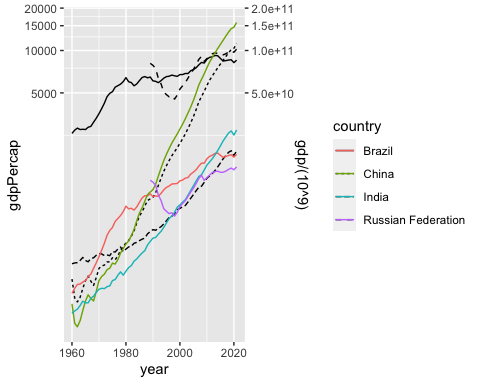 20000
15000
10000
5000
gdpPercap
2.0e+11
1.5e+11
1.0e+11
5.0e+10
gdp/(10^9)
1960
1980
2000
2020
year
country
Brazil
China
India
Russian Federation